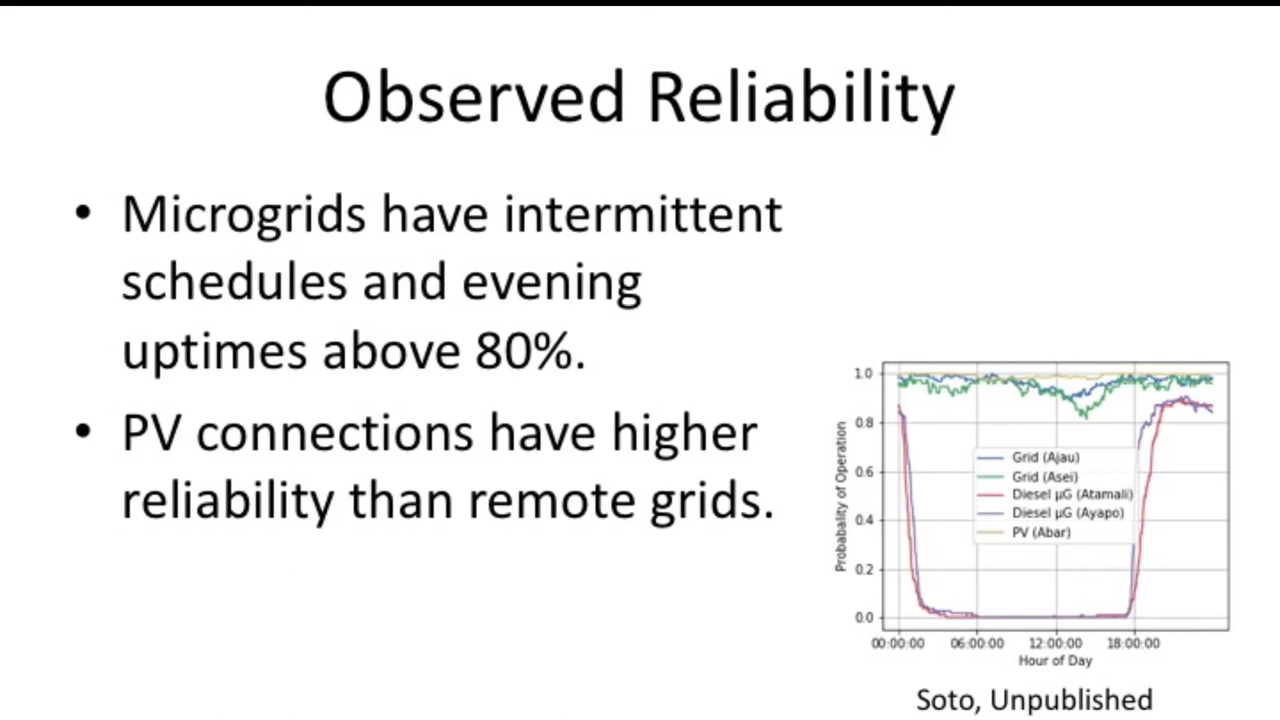 Observed Reliability
• Microgrids have intermittent
schedules and evening
uptimes above 80%.
• PV connections have higher
reliability than remote grids.
1.0
0.8
0.6
0.4
0.2
0.0
Probabality of Operation
Grid (Ajau)
Grid (Asei)
Diesel μG (Atamali)
Diesel μG (Ayapo)
PV (Abar)
00:00:00 06:00:00 12:00:00 18:00:00
Hour of Day
Soto, Unpublished